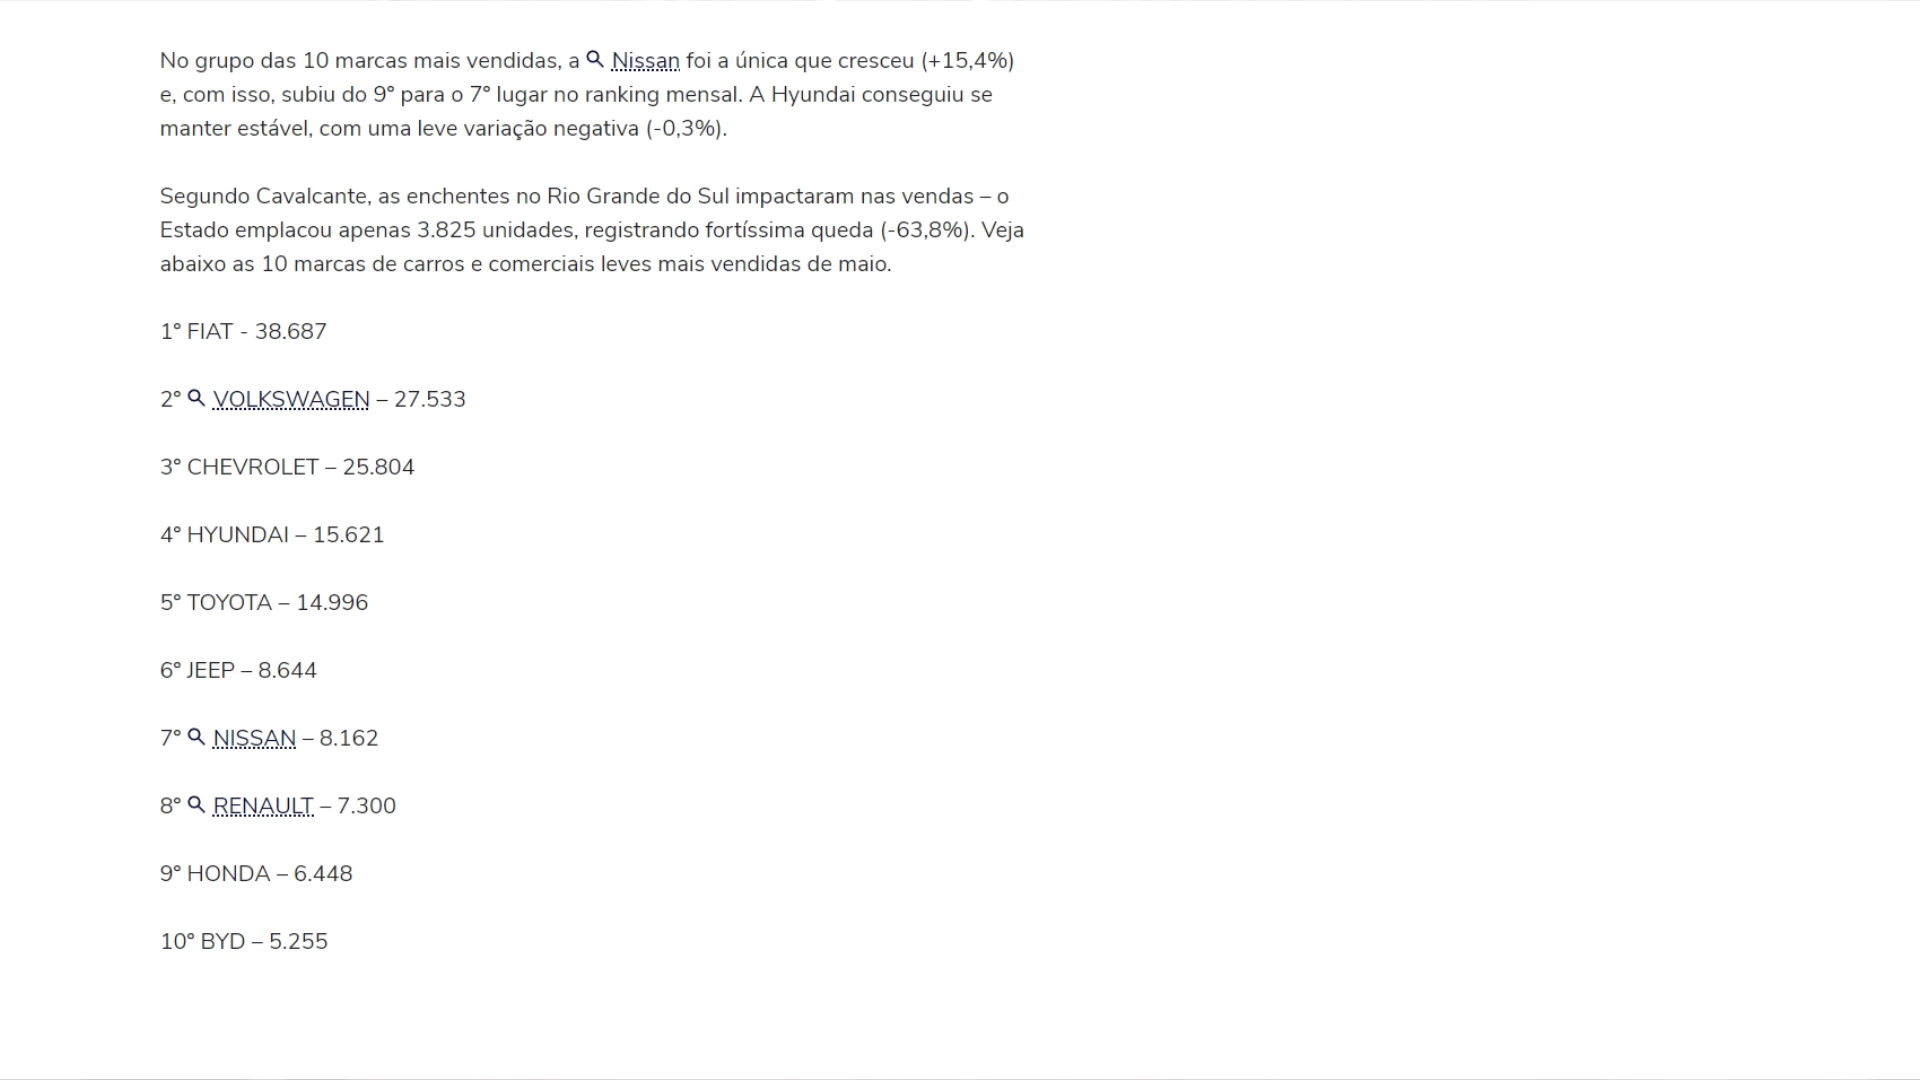 No grupo das 10 marcas mais vendidas, a Nissan foi a única que cresceu (+15,4%)
e, com isso, subiu do 9° para o 7° lugar no ranking mensal. A Hyundai conseguiu se
manter estável, com uma leve variação negativa (-0,3%).
Segundo Cavalcante, as enchentes no Rio Grande do Sul impactaram nas vendas – o
Estado emplacou apenas 3.825 unidades, registrando fortíssima queda (-63,8%). Veja
abaixo as 10 marcas de carros e comerciais leves mais vendidas de maio.
1° FIAT - 38.687
2° VOLKSWAGEN – 27.533
3° CHEVROLET – 25.804
4° HYUNDAI – 15.621
5° TOYOTA – 14.996
6° JEEP – 8.644
7° NISSAN – 8.162
8° RENAULT – 7.300
9° HONDA – 6.448
10° BYD – 5.255